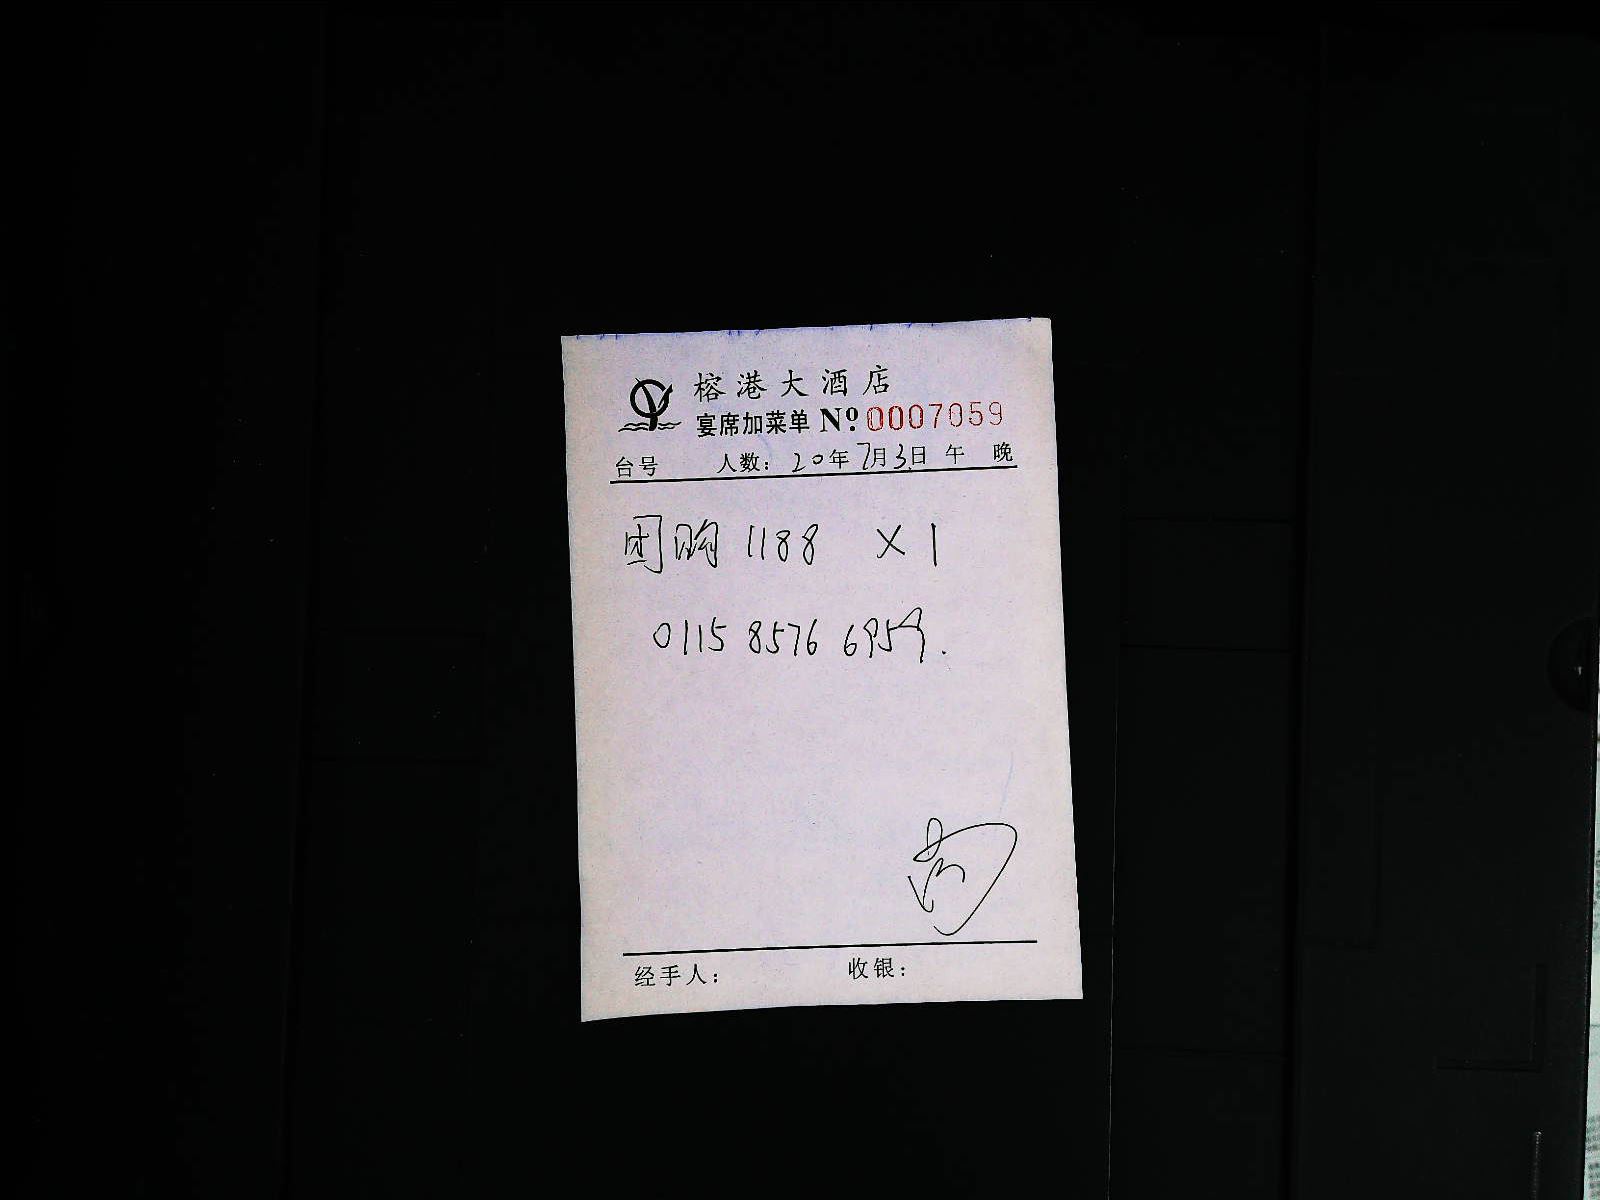 榕港大酒店
宴席加菜单 №0007059
台号 人数: 20年7月3日 午 晚
团购 1188 × 1
0115 8576 6959.
经手人: 收银: